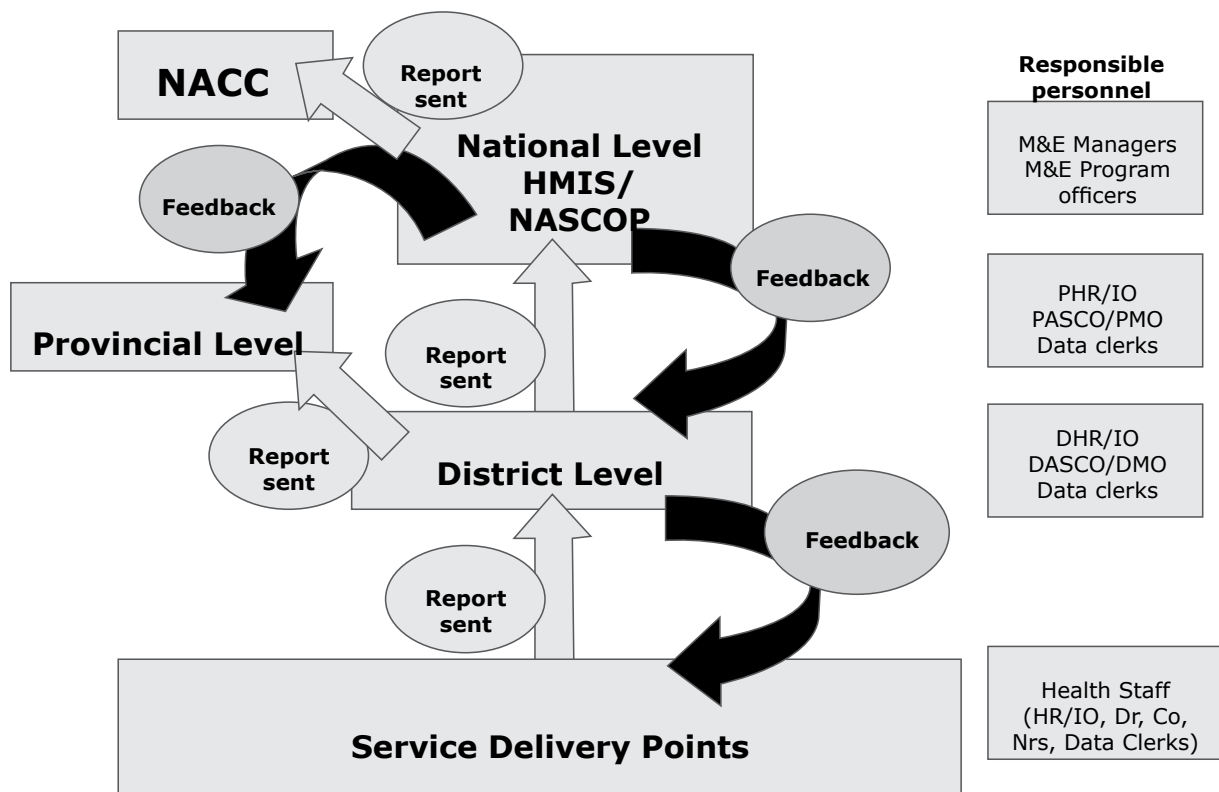 NACC
Report
sent
National Level
HMIS/
NASCOP
Feedback
Feedback
Provincial Level
Report
sent
Report
sent
District Level
Feedback
Report
sent
Service Delivery Points
Responsible
personnel
M&E Managers
M&E Program
officers
PHR/IO
PASCO/PMO
Data clerks
DHR/IO
DASCO/DMO
Data clerks
Health Staff
(HR/IO, Dr, Co,
Nrs, Data Clerks)